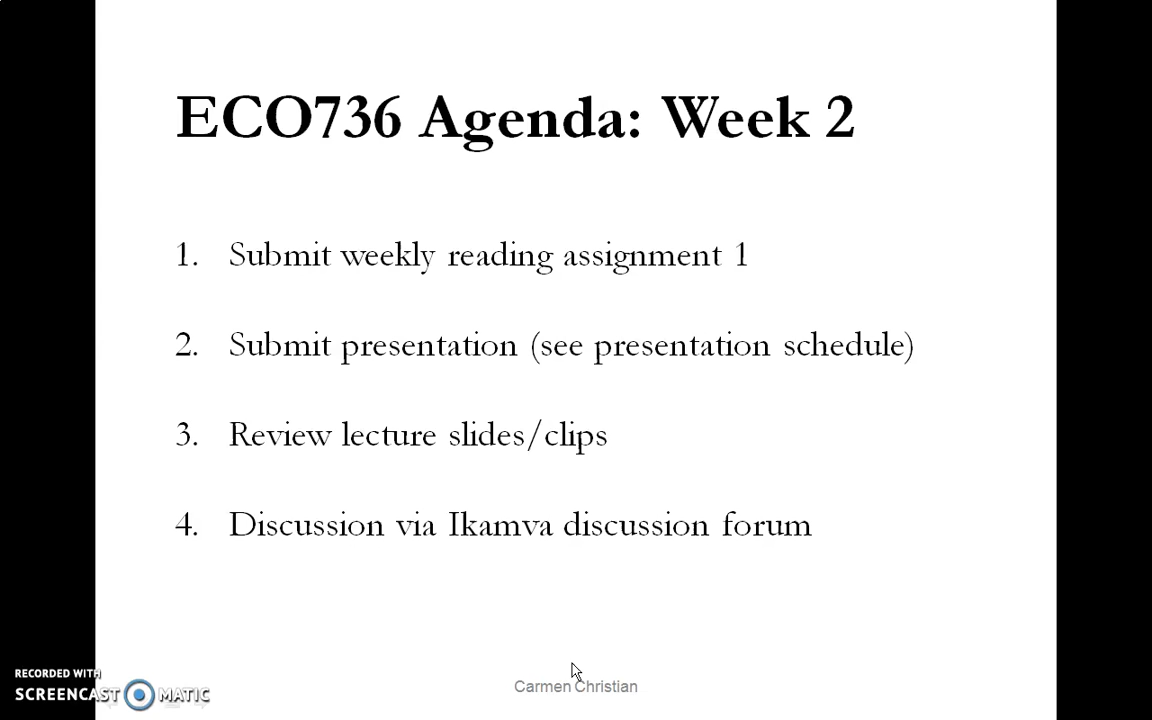 ECO736 Agenda: Week 2
1. Submit weekly reading assignment 1
2. Submit presentation (see presentation schedule)
3. Review lecture slides/clips
4. Discussion via Ikamva discussion forum
RECORDED WITH
SCREENCAST MATIC
Carmen Christian